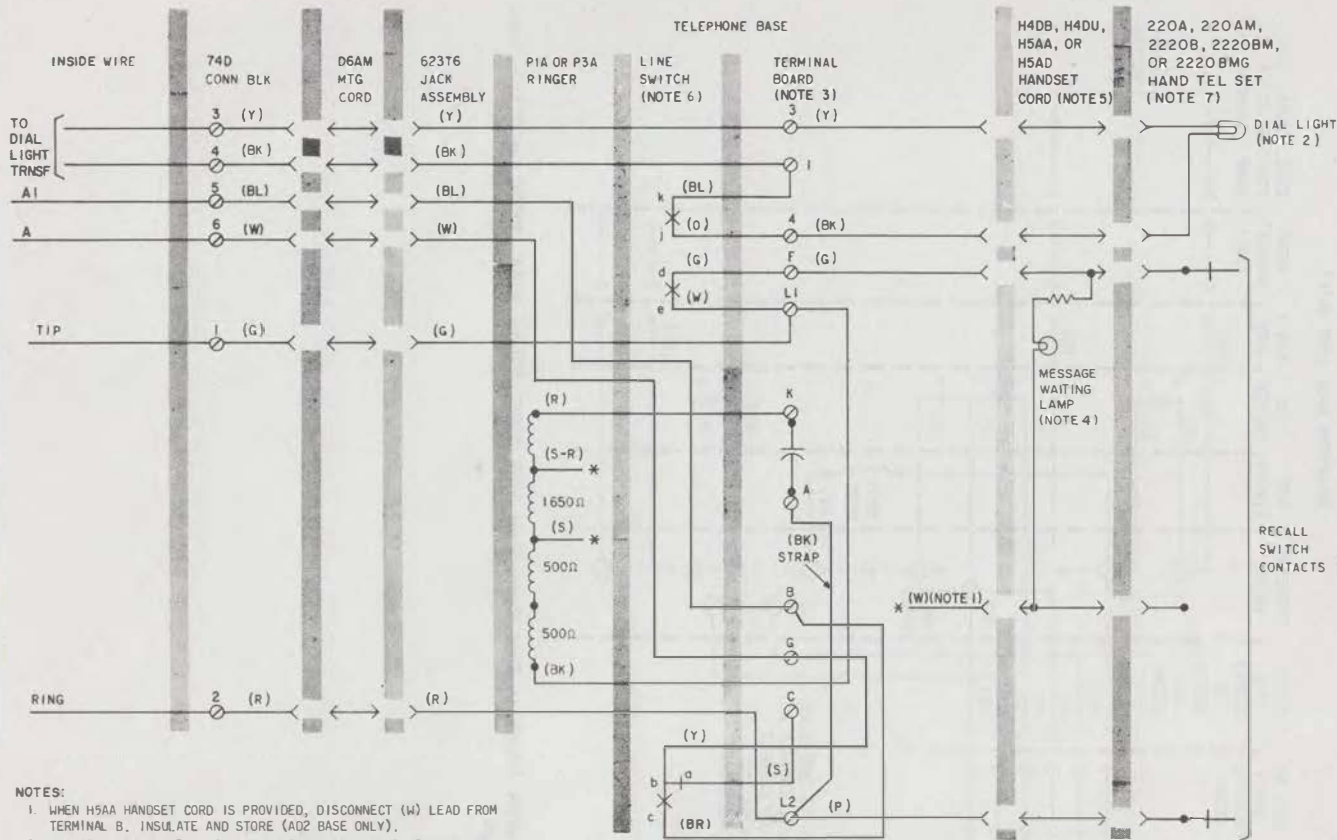 TELEPHONE BASE
INSIDE WIRE
74D
CONN BLK
D6AM
MTG
CORD
623T6
JACK
ASSEMBLY
P1A OR P3A
RINGER
LINE
SWITCH
(NOTE 6)
TERMINAL
BOARD
(NOTE 3)
H4DB, H4DU,
H5AA, OR
H5AD
HANDSET
CORD (NOTE 5)
220A, 220AM,
2220B, 2220BM,
OR 2220BMG
HAND TEL SET
(NOTE 7)
TO
DIAL
LIGHT
TRNSF
3 (Y)
(Y)
3
(Y)
DIAL LIGHT
(NOTE 2)
4 (BK)
(BK)
1
A1
5 (BL)
(BL)
k
(BL)
A
6 (W)
(W)
j
(O)
4
(BK)
d
(G)
F
(G)
e
(W)
L1
TIP
1 (G)
(G)
MESSAGE
WAITING
LAMP
(NOTE 4)
(R)
K
(S-R)
*
1650Ω
A
(S)
*
(BK)
STRAP
RECALL
SWITCH
CONTACTS
500Ω
B
* (W)(NOTE 1)
500Ω
G
(BK)
RING
2 (R)
(R)
C
(Y)
b
a
(S)
c
L2
(P)
(BR)
NOTES:
1. WHEN H5AA HANDSET CORD IS PROVIDED, DISCONNECT (W) LEAD FROM
TERMINAL B. INSULATE AND STORE (AD2 BASE ONLY).